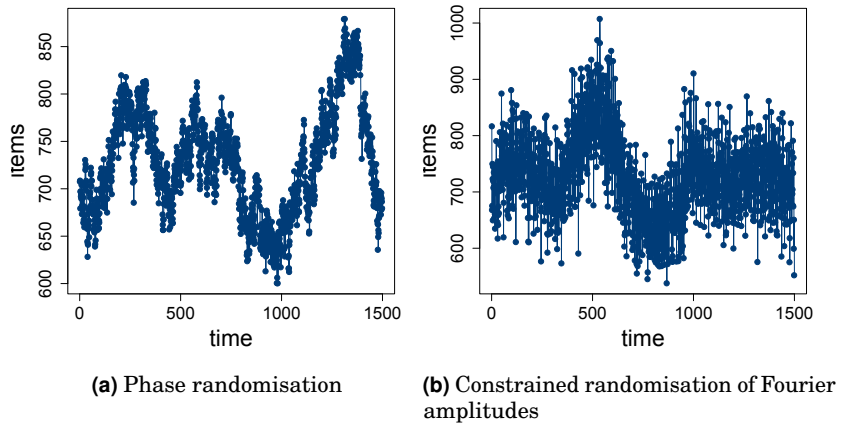 items
850
800
750
700
650
600
0
500
1000
1500
time
(a) Phase randomisation
items
1000
900
800
700
600
0
500
1000
1500
time
(b) Constrained randomisation of Fourier
amplitudes